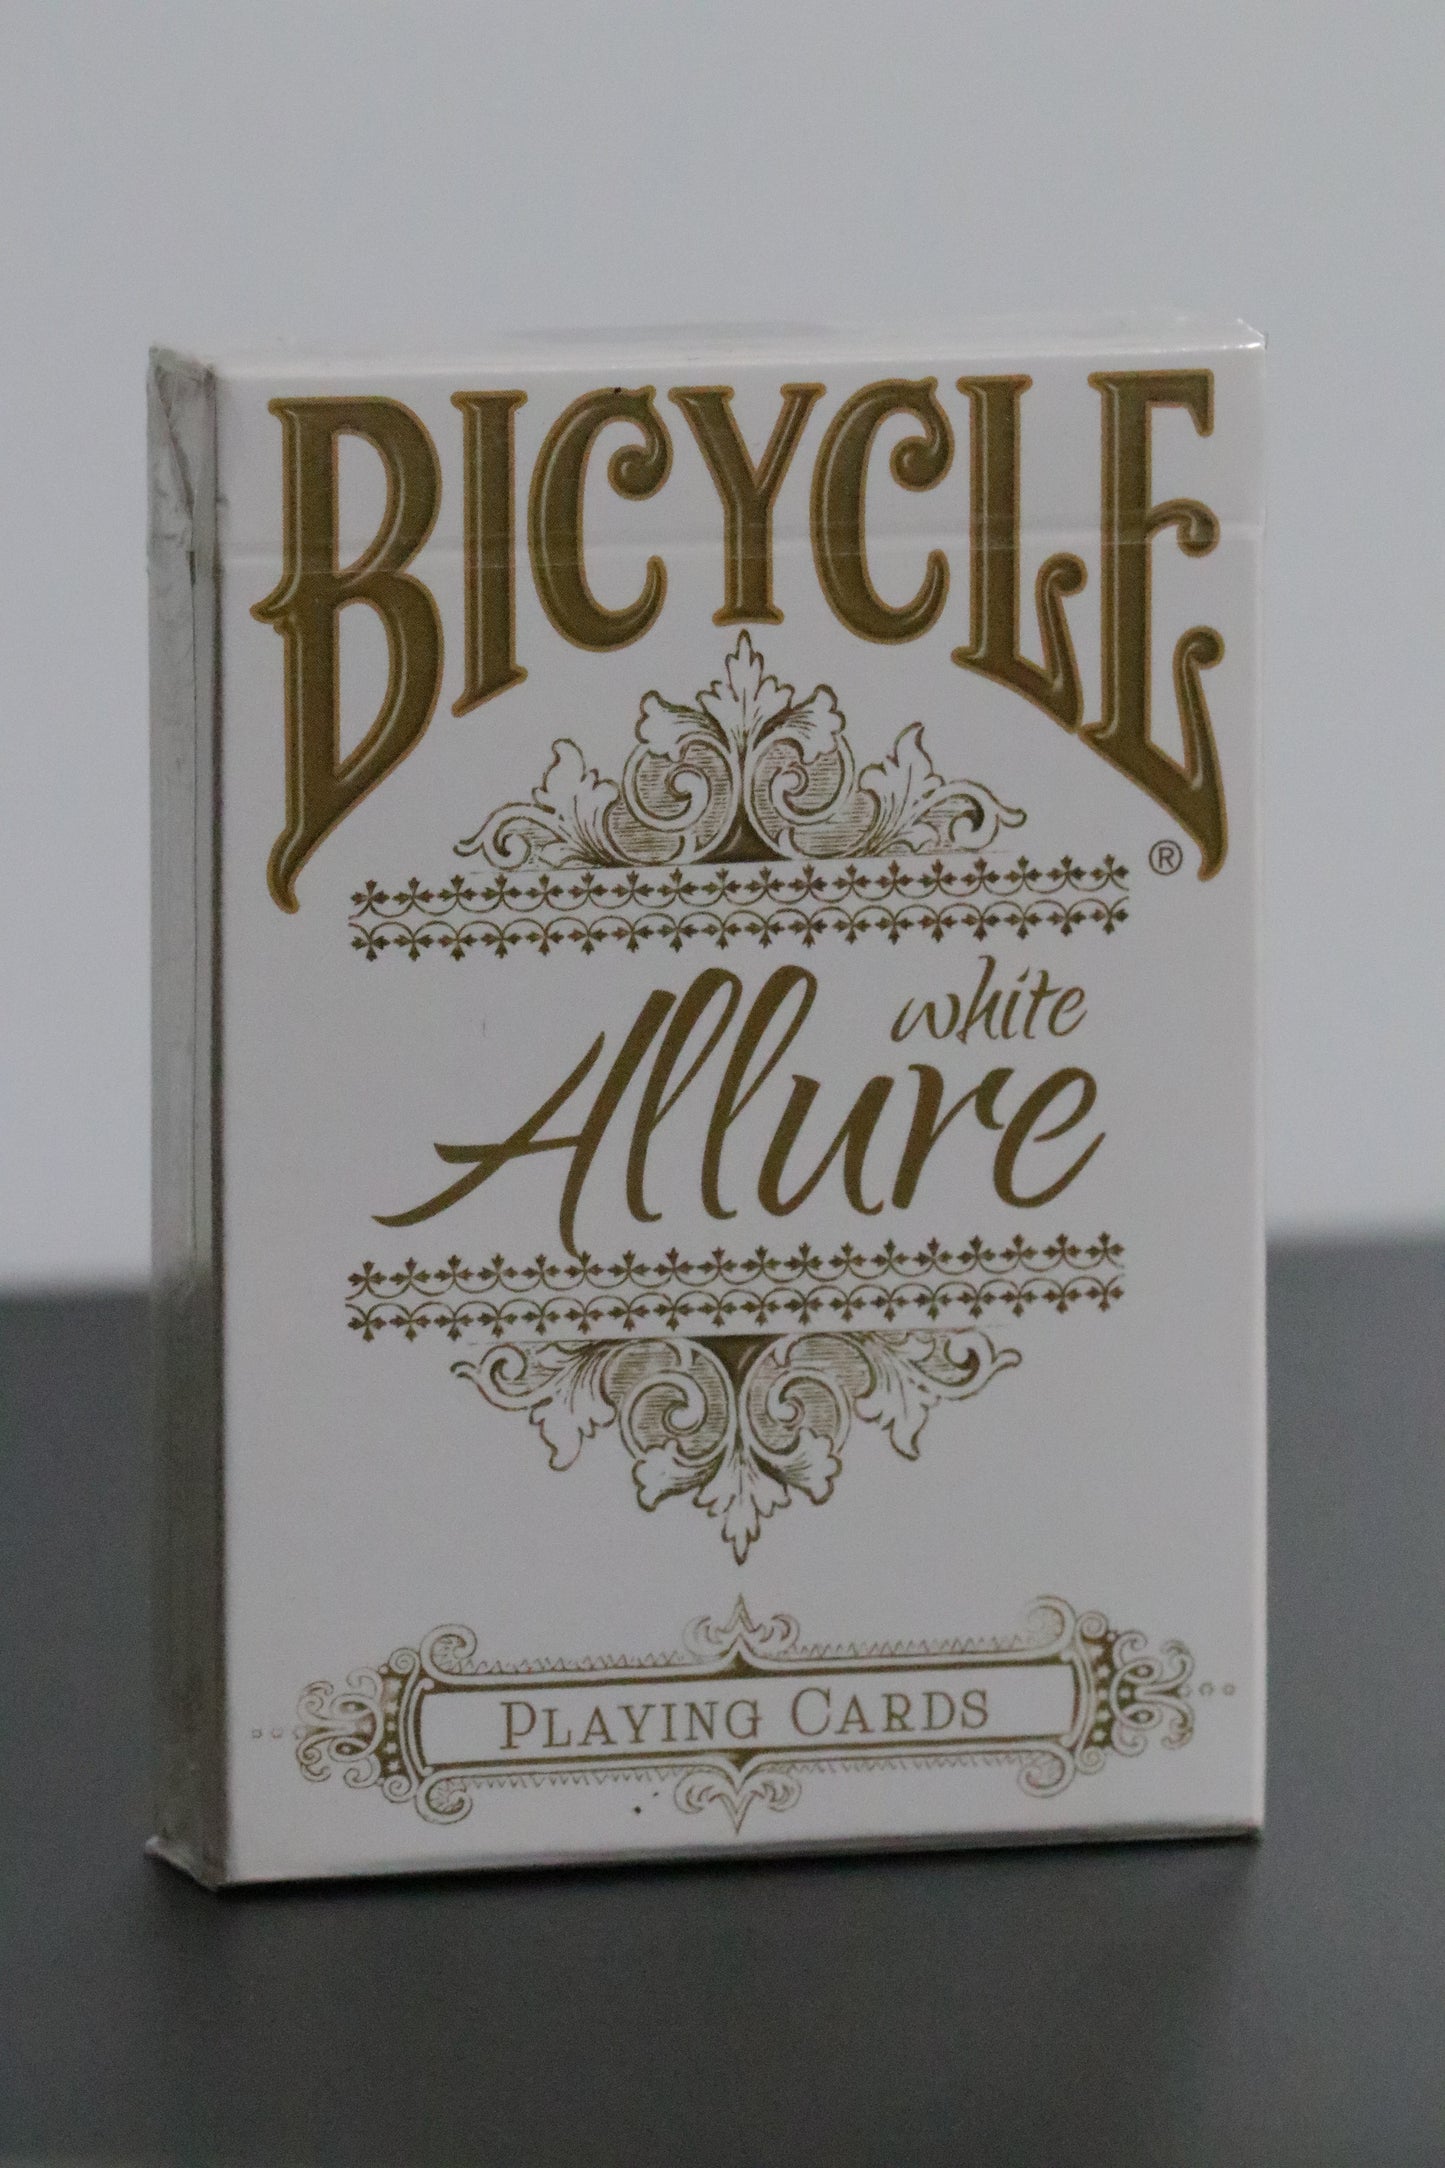 BICYCLE
®
white
Allure
PLAYING CARDS